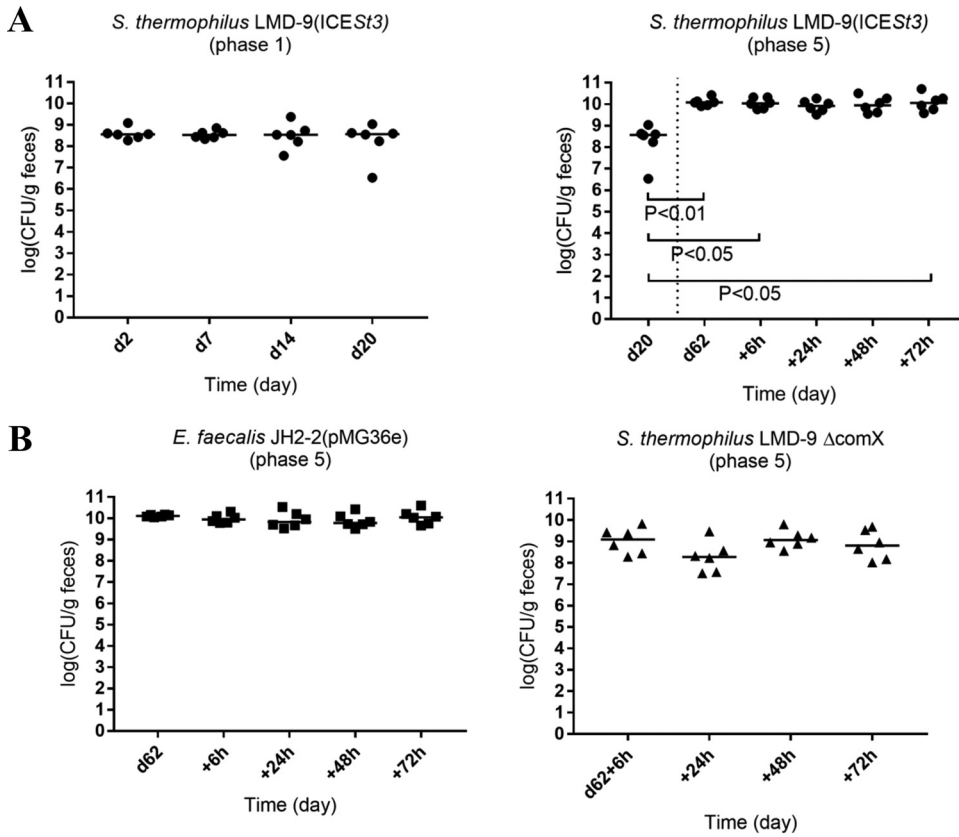 A
S. thermophilus LMD-9(ICESt3)
(phase 1)
log(CFU/g feces)
11
10
9
8
7
6
5
4
3
2
1
0
d2
d7
d14
d20
Time (day)
S. thermophilus LMD-9(ICESt3)
(phase 5)
log(CFU/g feces)
11
10
9
8
7
6
5
4
3
2
1
0
P<0.01
P<0.05
P<0.05
d20
d62
+6h
+24h
+48h
+72h
Time (day)
B
E. faecalis JH2-2(pMG36e)
(phase 5)
log(CFU/g feces)
11
10
9
8
7
6
5
4
3
2
1
0
d62
+6h
+24h
+48h
+72h
Time (day)
S. thermophilus LMD-9 ΔcomX
(phase 5)
log(CFU/g feces)
11
10
9
8
7
6
5
4
3
2
1
0
d62+6h
+24h
+48h
+72h
Time (day)